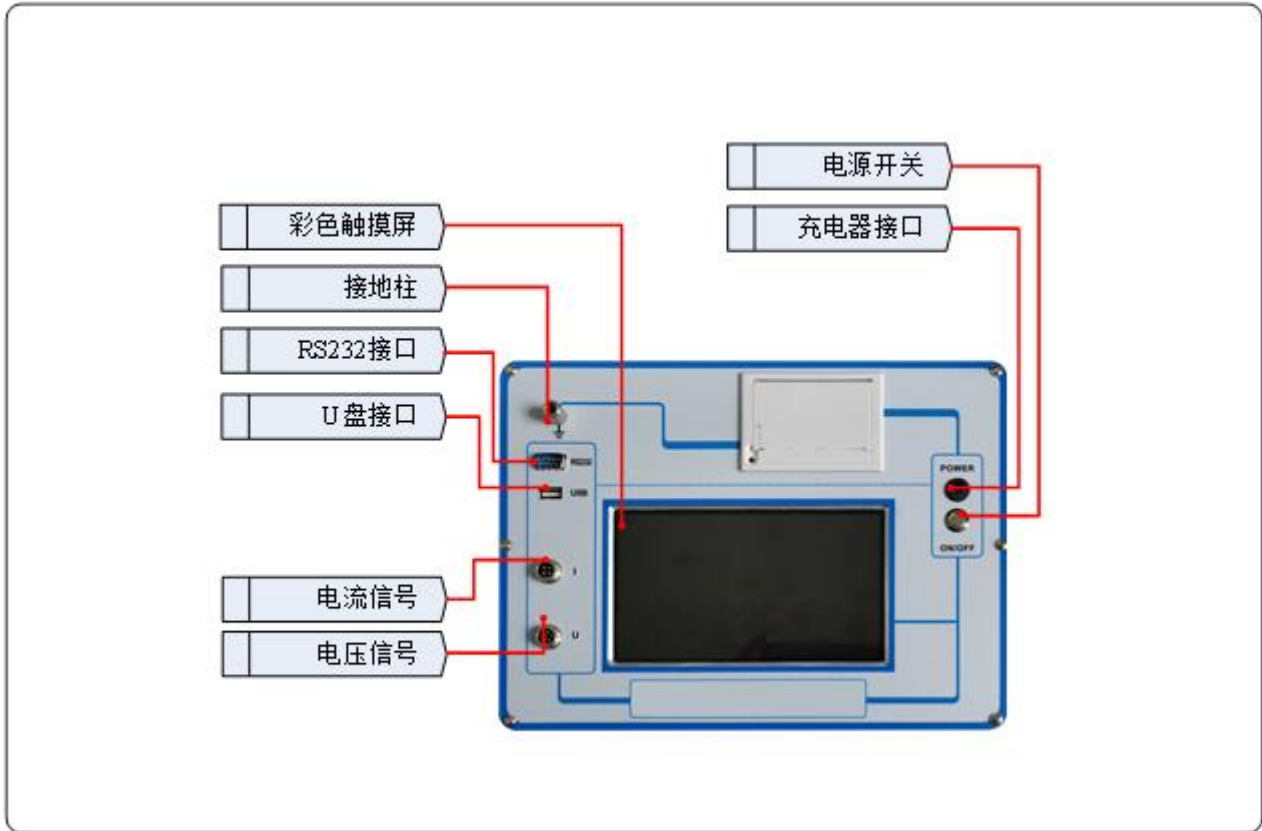 电源开关
彩色触摸屏
充电器接口
接地柱
RS232接口
U盘接口
POWER
USB
ON/OFF
I
电流信号
U
电压信号